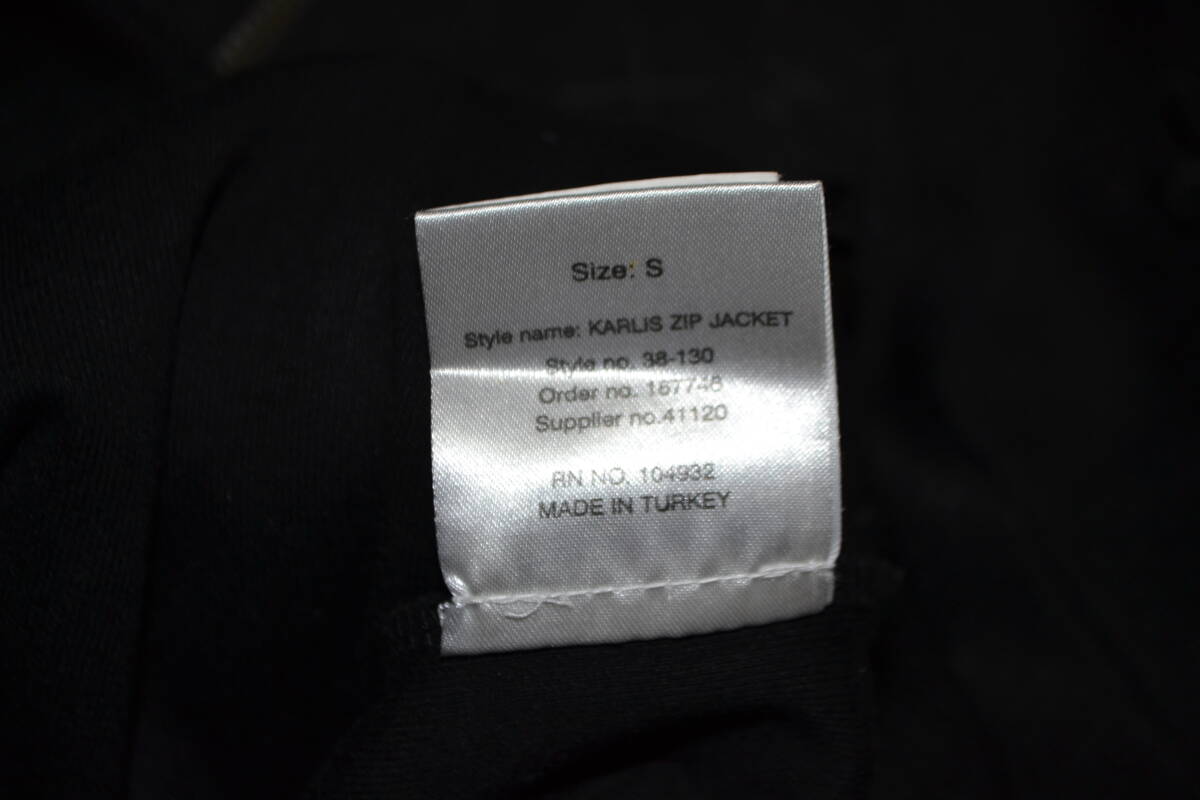 Size: S
Style name: KARLIS ZIP JACKET
Style no. 38-130
Order no. 167748
Supplier no.41120
RN NO. 104932
MADE IN TURKEY